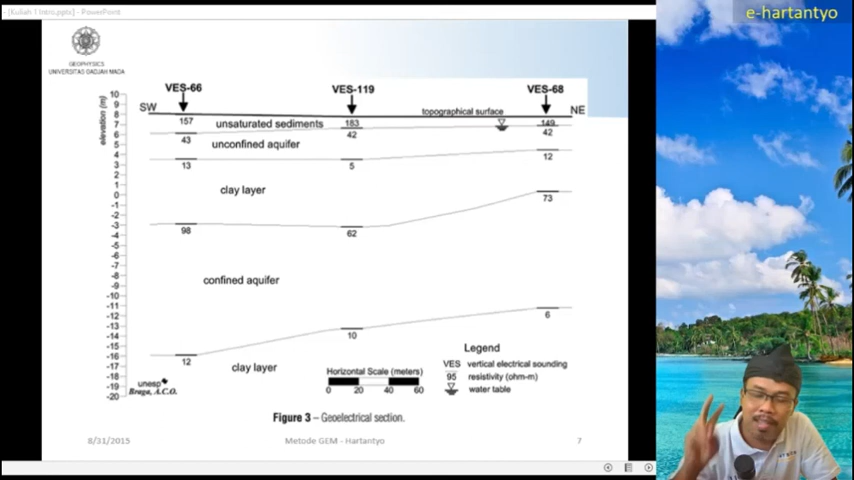 - [Kuliah 1 Intro.pptx] - PowerPoint
e-hartantyo
GEOPHYSICS
UNIVERSITAS GADJAH MADA
VES-66
VES-119
VES-68
SW
NE
topographical surface
elevation (m)
10
9
8
7
6
5
4
3
2
1
0
-1
-2
-3
-4
-5
-6
-7
-8
-9
-10
-11
-12
-13
-14
-15
-16
-17
-18
-19
-20
157
unsaturated sediments
183
149
43
42
42
unconfined aquifer
13
5
12
clay layer
73
98
62
confined aquifer
6
10
12
clay layer
unesp
Braga, A.C.O.
Horizontal Scale (meters)
0 20 40 60
Legend
VES vertical electrical sounding
95 resistivity (ohm-m)
water table
Figure 3 – Geoelectrical section.
8/31/2015
Metode GEM - Hartantyo
7